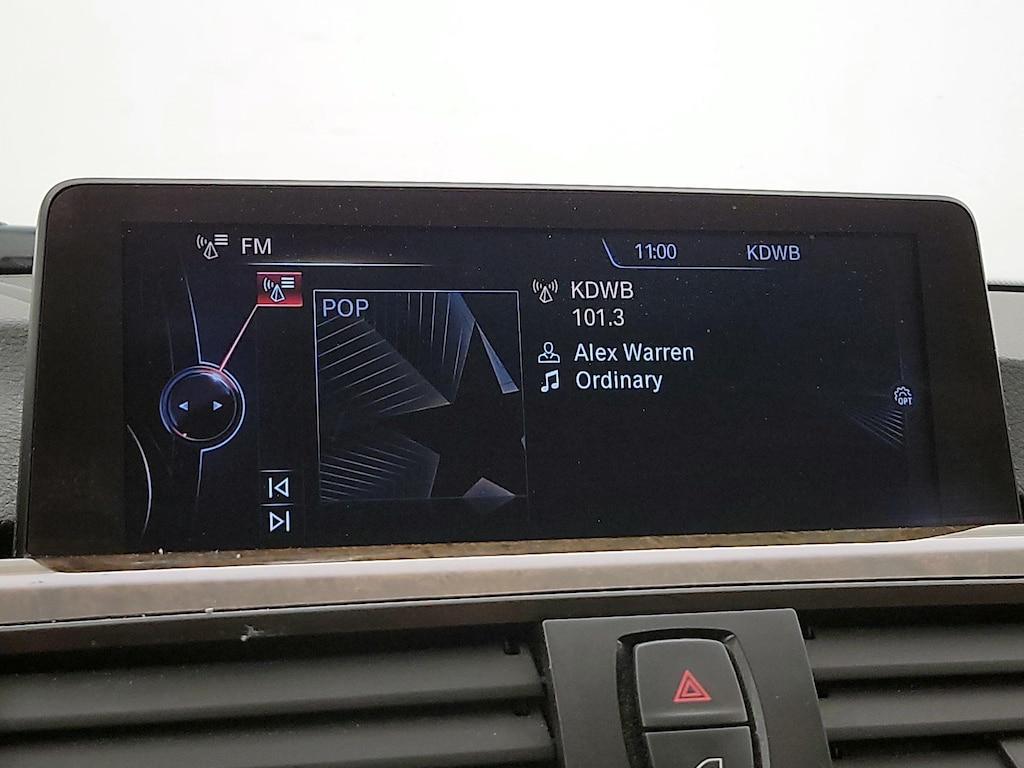 FM
11:00
KDWB
POP
KDWB
101.3
Alex Warren
Ordinary
OPT